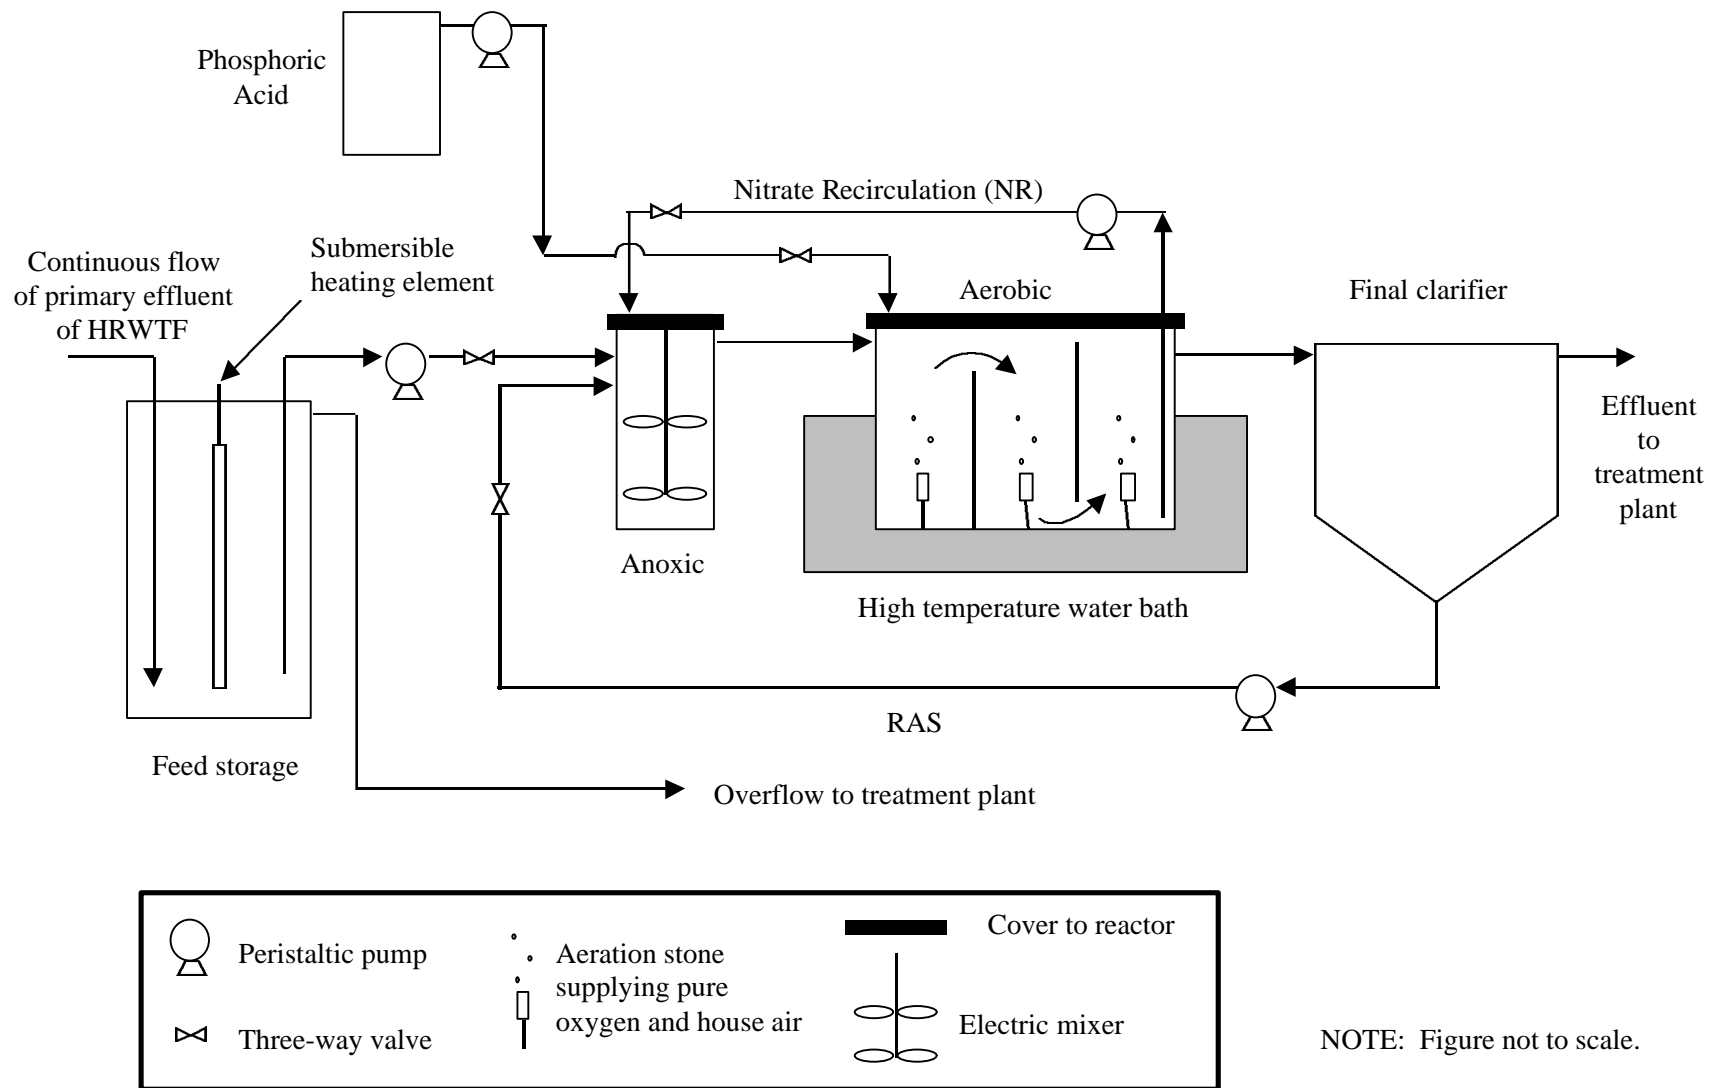 Phosphoric
Acid
Nitrate Recirculation (NR)
Submersible
heating element
Continuous flow
of primary effluent
of HRWTF
Aerobic
Final clarifier
Effluent
to
treatment
plant
Anoxic
High temperature water bath
RAS
Feed storage
Overflow to treatment plant
Peristaltic pump
Three-way valve
Aeration stone
supplying pure
oxygen and house air
Cover to reactor
Electric mixer
NOTE: Figure not to scale.